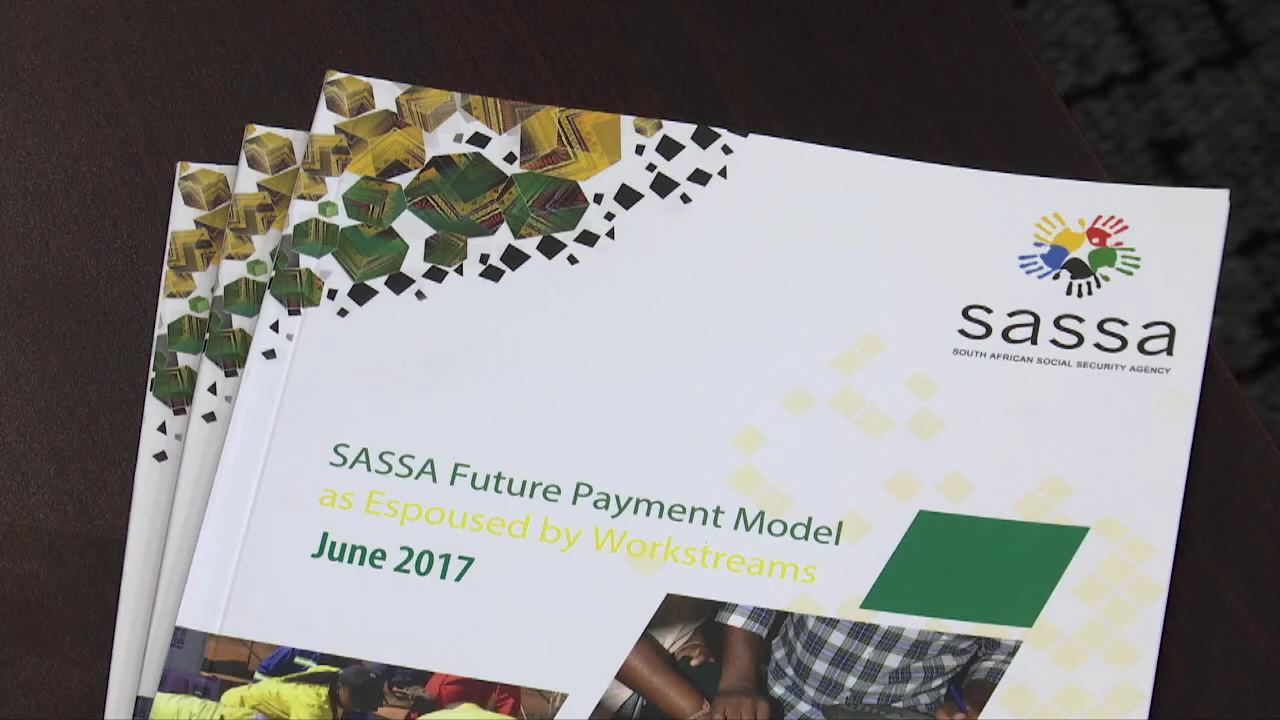 sassa
SOUTH AFRICAN SOCIAL SECURITY AGENCY
SASSA Future Payment Model
as Espoused by Workstreams
June 2017